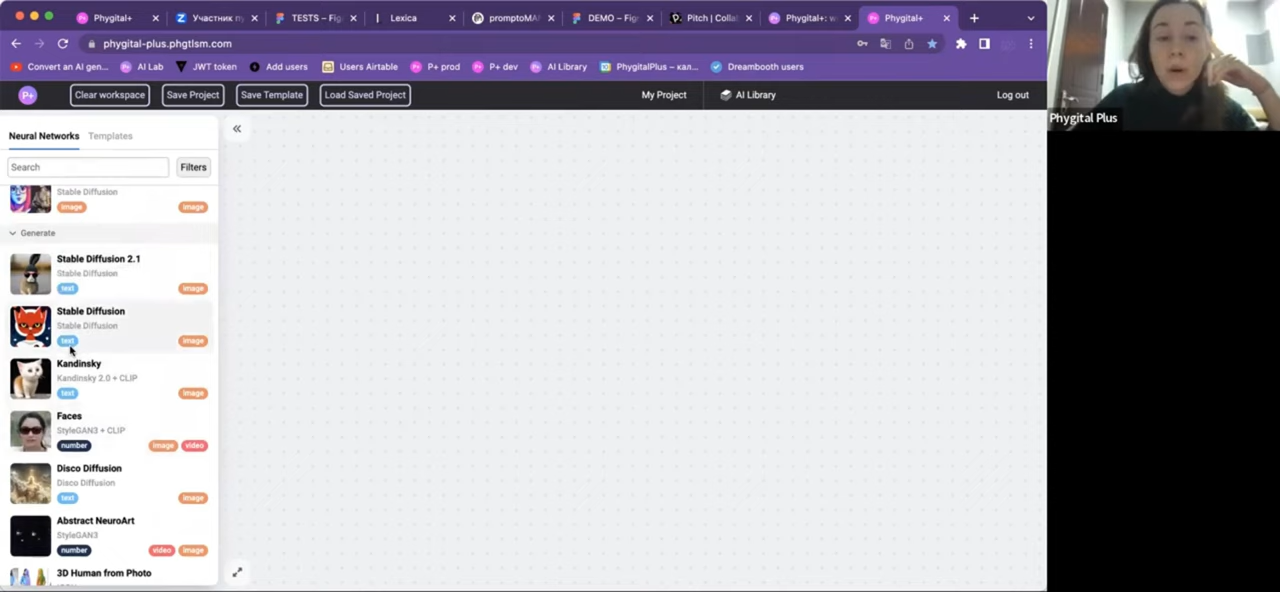 Phygital+
Участник п
TESTS – Fig
Lexica
promptoMA
DEMO – Fig
Pitch | Colla
Phygital+: w
Phygital+
phygital-plus.phgtlsm.com
Convert an AI gen...
AI Lab
JWT token
Add users
Users Airtable
P+ prod
P+ dev
AI Library
PhygitalPlus – кал...
Dreambooth users
P+
Clear workspace
Save Project
Save Template
Load Saved Project
My Project
AI Library
Log out
Phygital Plus
Neural Networks
Templates
Search
Filters
Stable Diffusion
image image
Generate
Stable Diffusion 2.1
Stable Diffusion
text image
Stable Diffusion
Stable Diffusion
text image
Kandinsky
Kandinsky 2.0 + CLIP
text image
Faces
StyleGAN3 + CLIP
number image video
Disco Diffusion
Disco Diffusion
text image
Abstract NeuroArt
StyleGAN3
number video image
3D Human from Photo